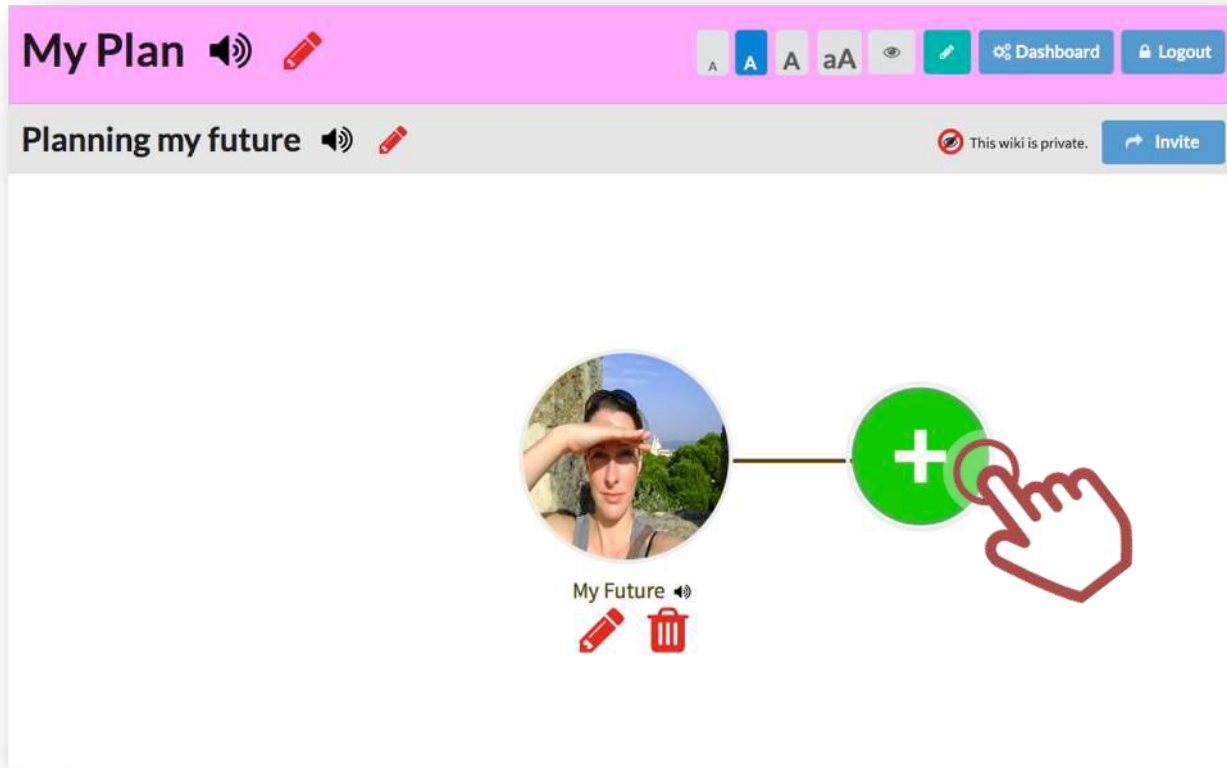 My Plan
A A A aA Dashboard Logout
Planning my future
This wiki is private. Invite
My Future